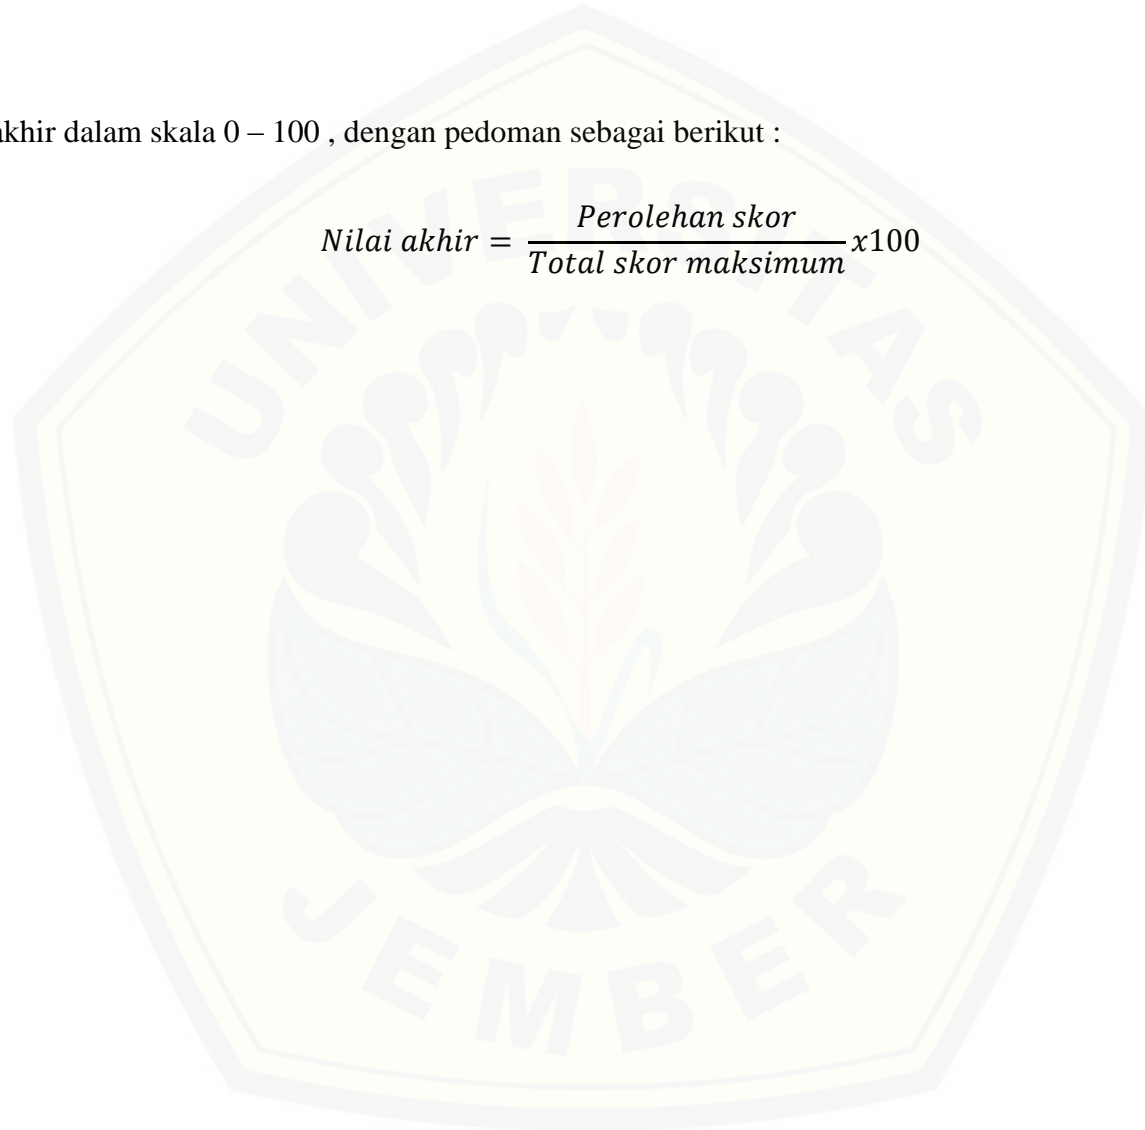 akhir dalam skala 0 – 100 , dengan pedoman sebagai berikut :
Nilai akhir = Perolehan skor / Total skor maksimum x100
UNIVERSITAS
JEMBER